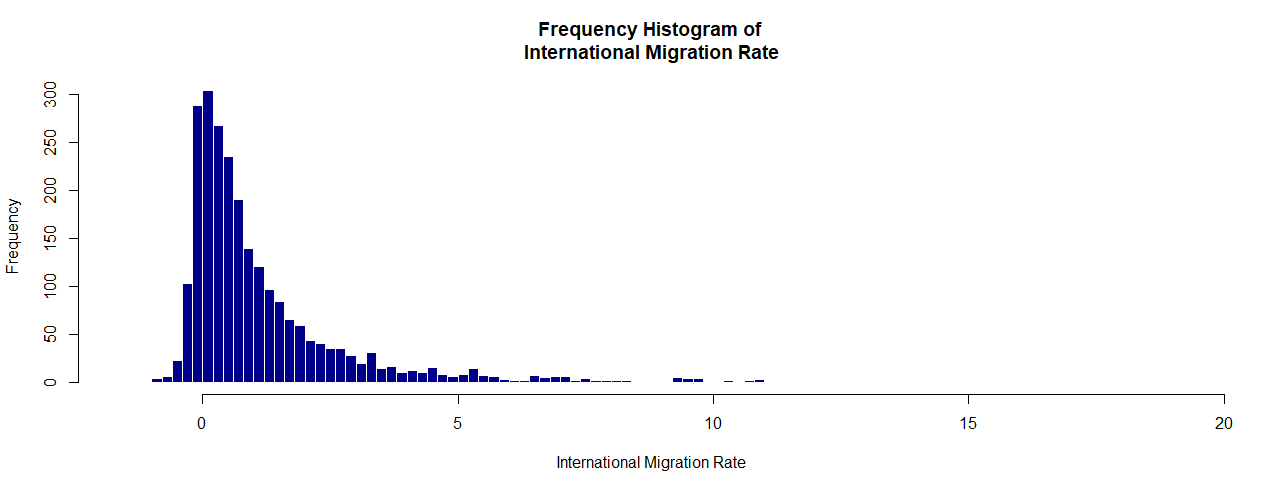 Frequency Histogram of
International Migration Rate
300
250
200
150
100
50
0
Frequency
0 5 10 15 20
International Migration Rate